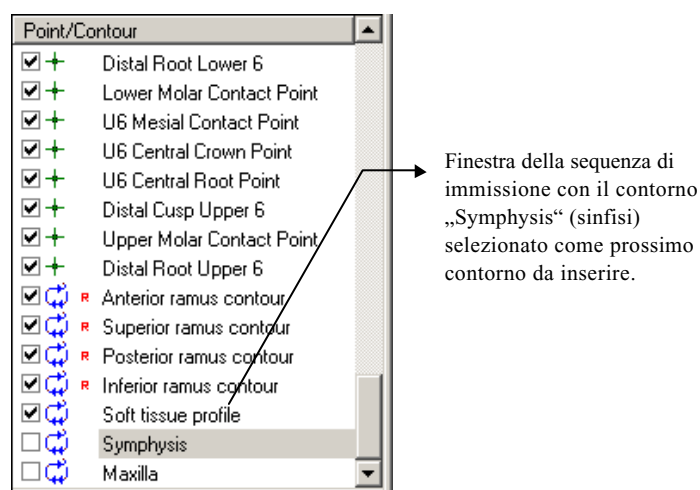 Point/Contour
Distal Root Lower 6
Lower Molar Contact Point
U6 Mesial Contact Point
U6 Central Crown Point
U6 Central Root Point
Distal Cusp Upper 6
Upper Molar Contact Point
Distal Root Upper 6
R Anterior ramus contour
R Superior ramus contour
R Posterior ramus contour
R Inferior ramus contour
Soft tissue profile
Symphysis
Maxilla
Finestra della sequenza di
immissione con il contorno
„Symphysis“ (sinfisi)
selezionato come prossimo
contorno da inserire.